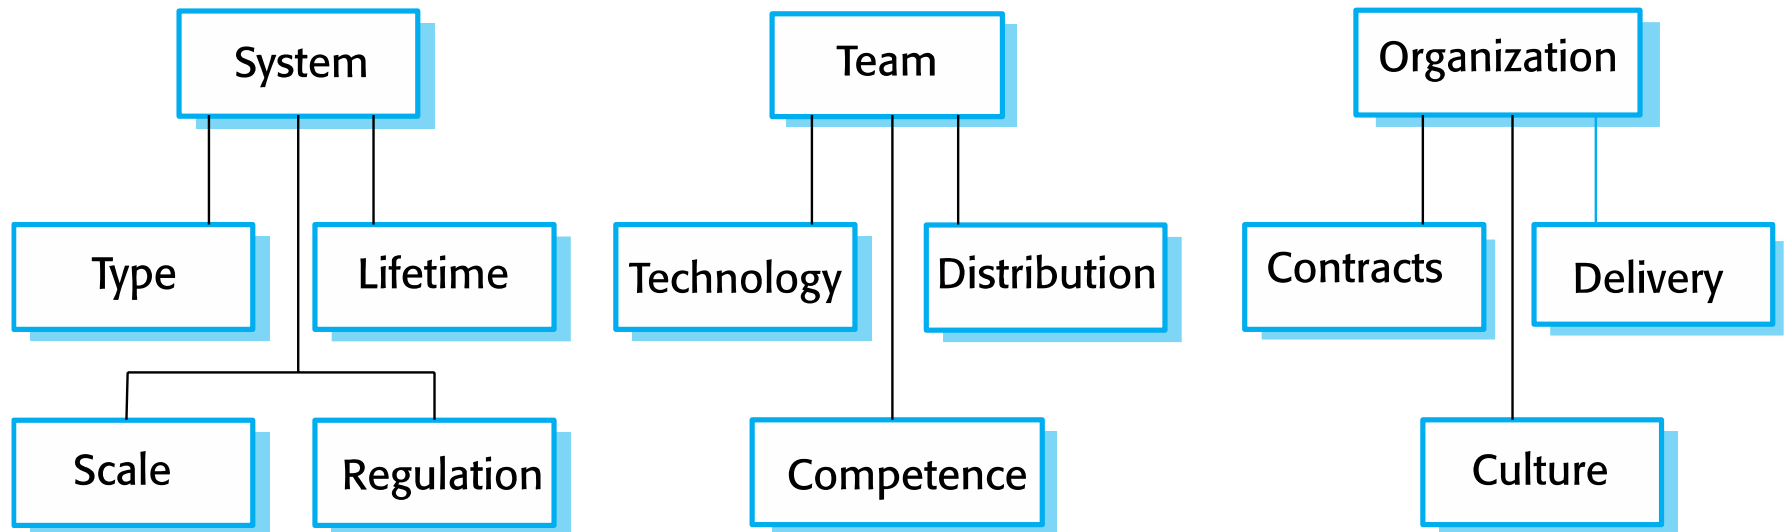 System
Team
Organization
Type
Lifetime
Technology
Distribution
Contracts
Delivery
Scale
Regulation
Competence
Culture